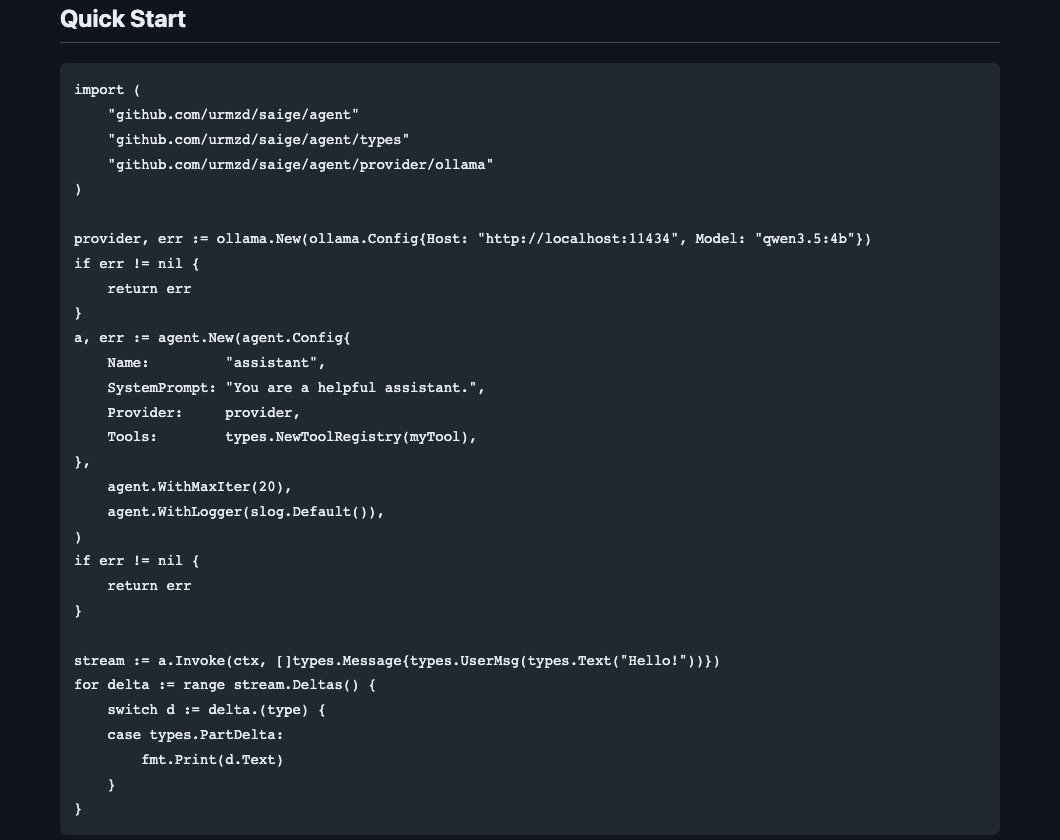 Quick Start
import (
    "github.com/urmzd/saige/agent"
    "github.com/urmzd/saige/agent/types"
    "github.com/urmzd/saige/agent/provider/ollama"
)

provider, err := ollama.New(ollama.Config{Host: "http://localhost:11434", Model: "qwen3.5:4b"})
if err != nil {
    return err
}
a, err := agent.New(agent.Config{
    Name:         "assistant",
    SystemPrompt: "You are a helpful assistant.",
    Provider:     provider,
    Tools:        types.NewToolRegistry(myTool),
},
    agent.WithMaxIter(20),
    agent.WithLogger(slog.Default()),
)
if err != nil {
    return err
}

stream := a.Invoke(ctx, []types.Message{types.UserMsg(types.Text("Hello!"))})
for delta := range stream.Deltas() {
    switch d := delta.(type) {
    case types.PartDelta:
        fmt.Print(d.Text)
    }
}